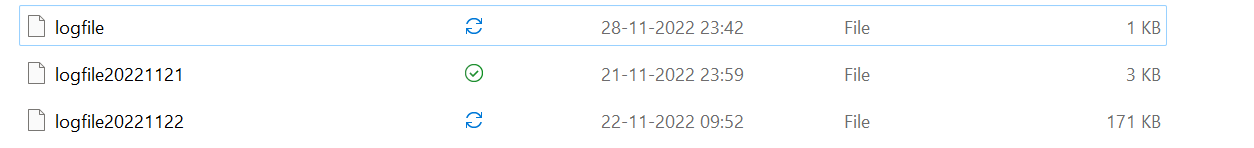 logfile 28-11-2022 23:42 File 1 KB
logfile20221121 21-11-2022 23:59 File 3 KB
logfile20221122 22-11-2022 09:52 File 171 KB